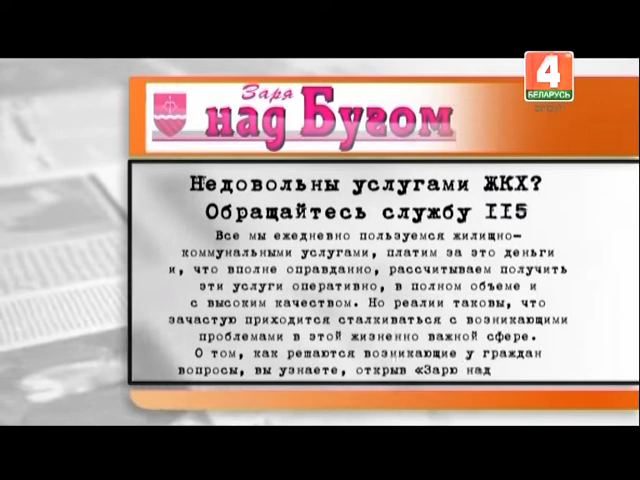 4
БЕЛАРУСЬ
Заря
над Бугом
Недовольны услугами ЖКХ?
Обращайтесь службу 115
Все мы ежедневно пользуемся жилищно-
коммунальными услугами, платим за это деньги
и, что вполне оправданно, рассчитываем получить
эти услуги оперативно, в полном объеме и
с высоким качеством. Но реалии таковы, что
зачастую приходится сталкиваться с возникающими
проблемами в этой жизненно важной сфере.
О том, как решаются возникающие у граждан
вопросы, вы узнаете, открыв «Зарю над